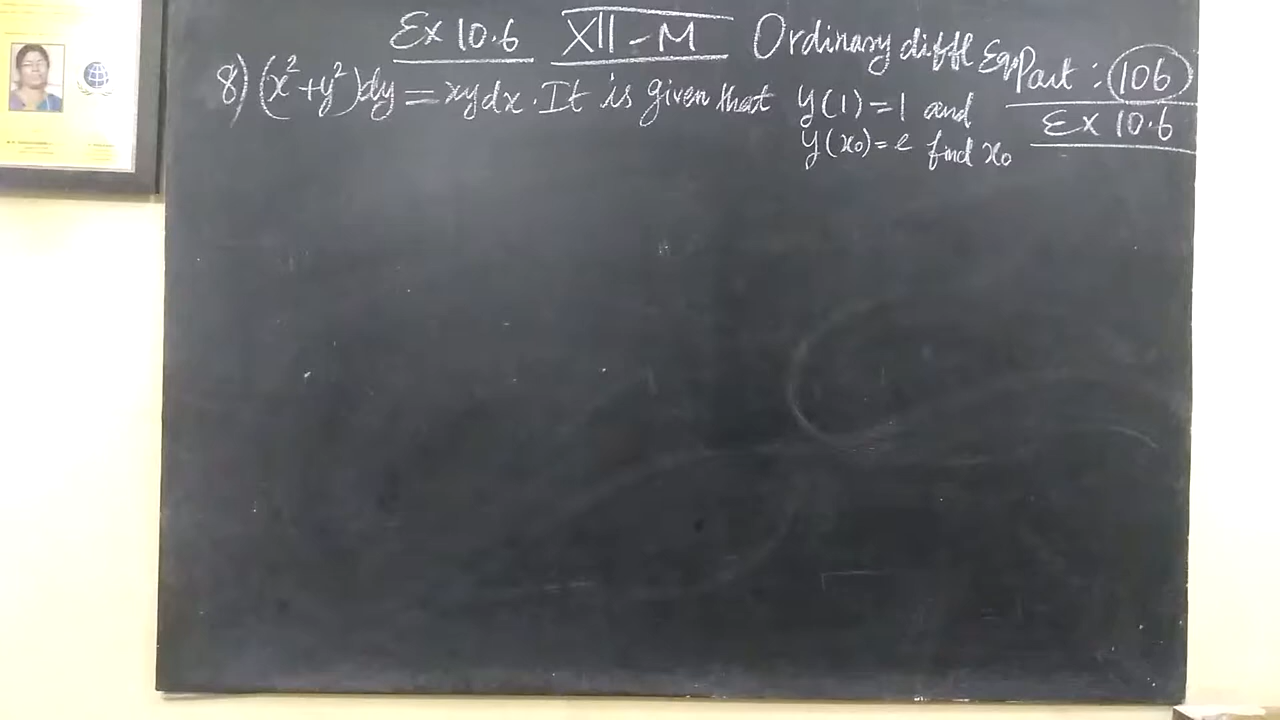 Ex 10.6 XII - M Ordinary diffl Eqn Part : 106
Ex 10.6
8) (x²+y²)dy = xydx. It is given that y(1)=1 and
y(x₀)=e find x₀